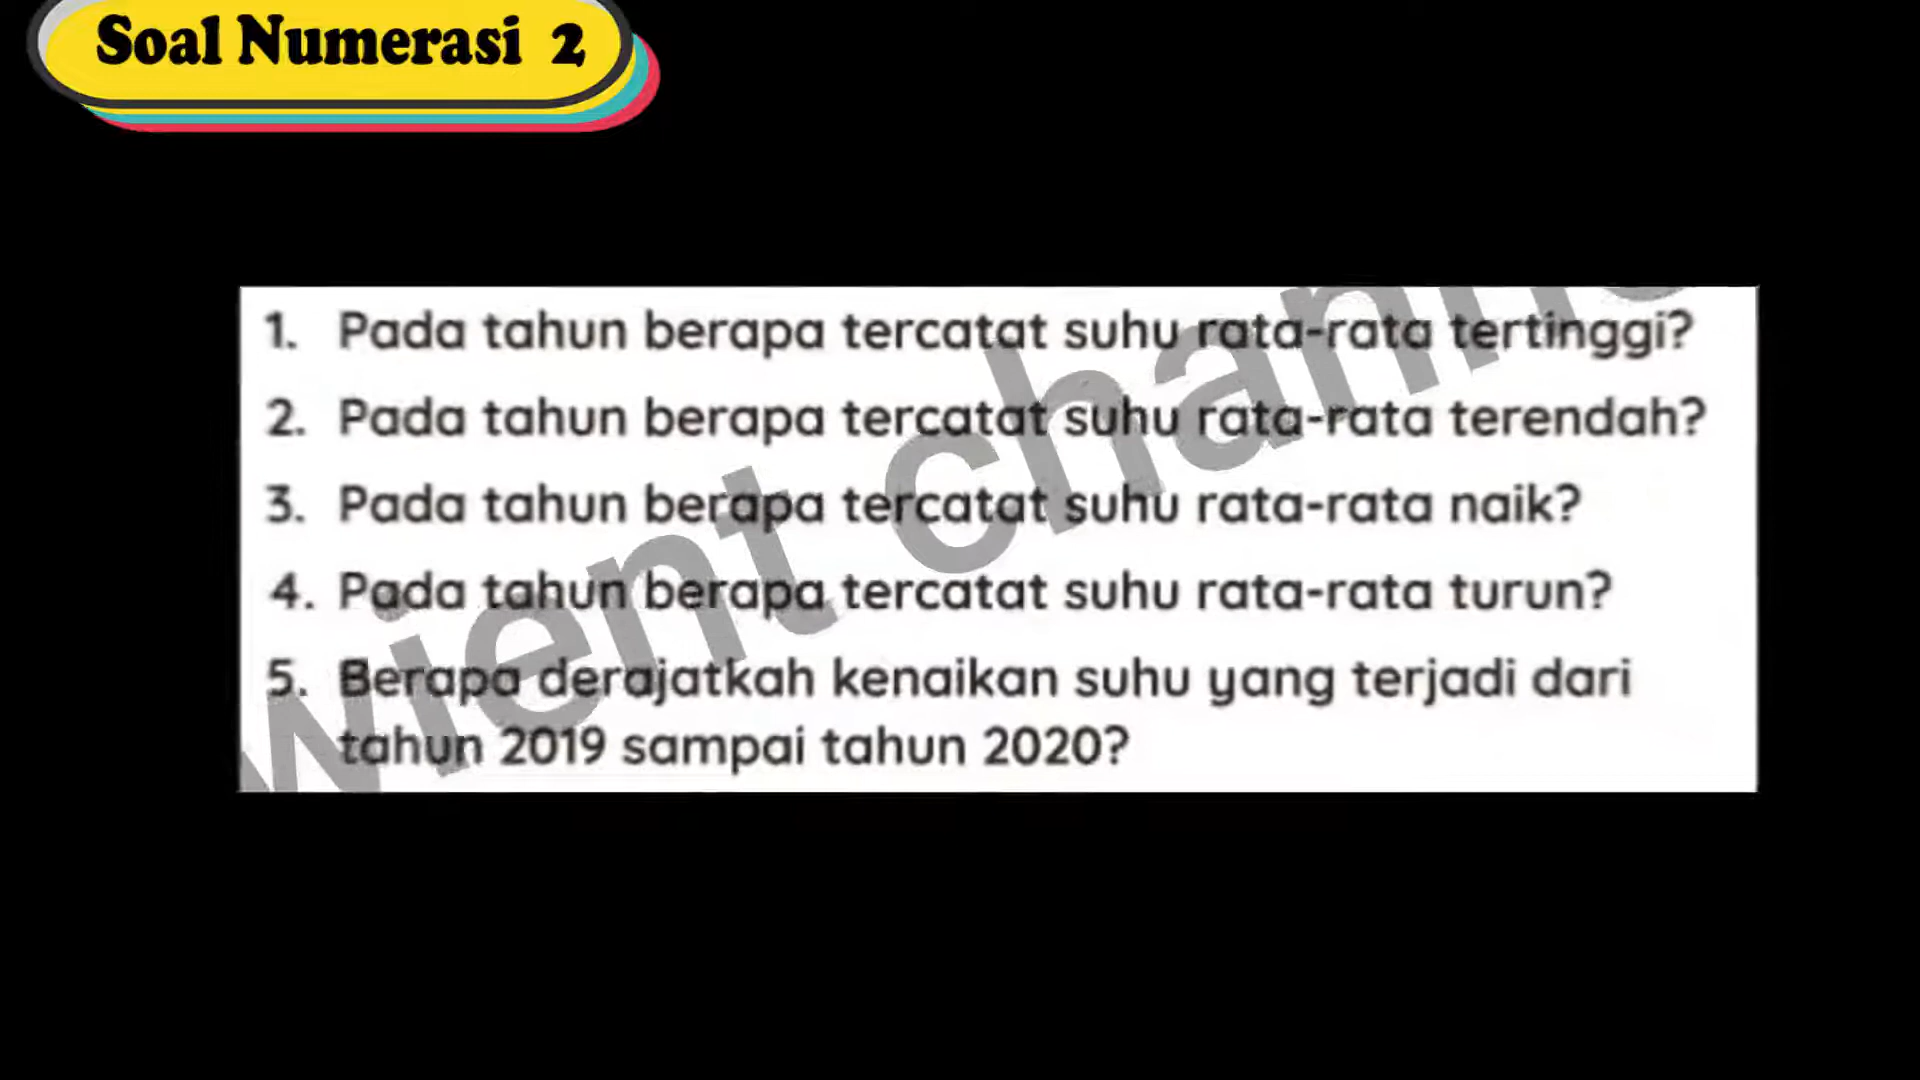 Soal Numerasi 2
1. Pada tahun berapa tercatat suhu rata-rata tertinggi?
2. Pada tahun berapa tercatat suhu rata-rata terendah?
3. Pada tahun berapa tercatat suhu rata-rata naik?
4. Pada tahun berapa tercatat suhu rata-rata turun?
5. Berapa derajatkah kenaikan suhu yang terjadi dari
tahun 2019 sampai tahun 2020?